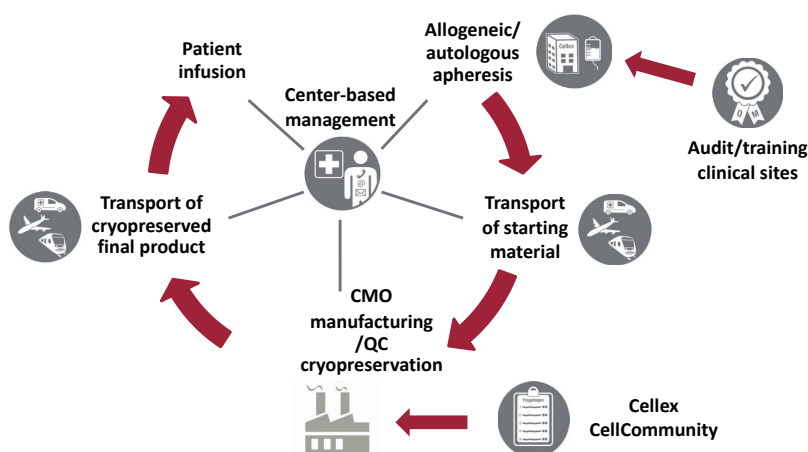 Patient
infusion
Allogeneic/
autologous
apheresis
Cellex
Center-based
management
@
Q M
Audit/training
clinical sites
Transport of
cryopreserved
final product
Transport
of starting
material
CMO
manufacturing
/QC
cryopreservation
Fragebogen
Cellex
CellCommunity